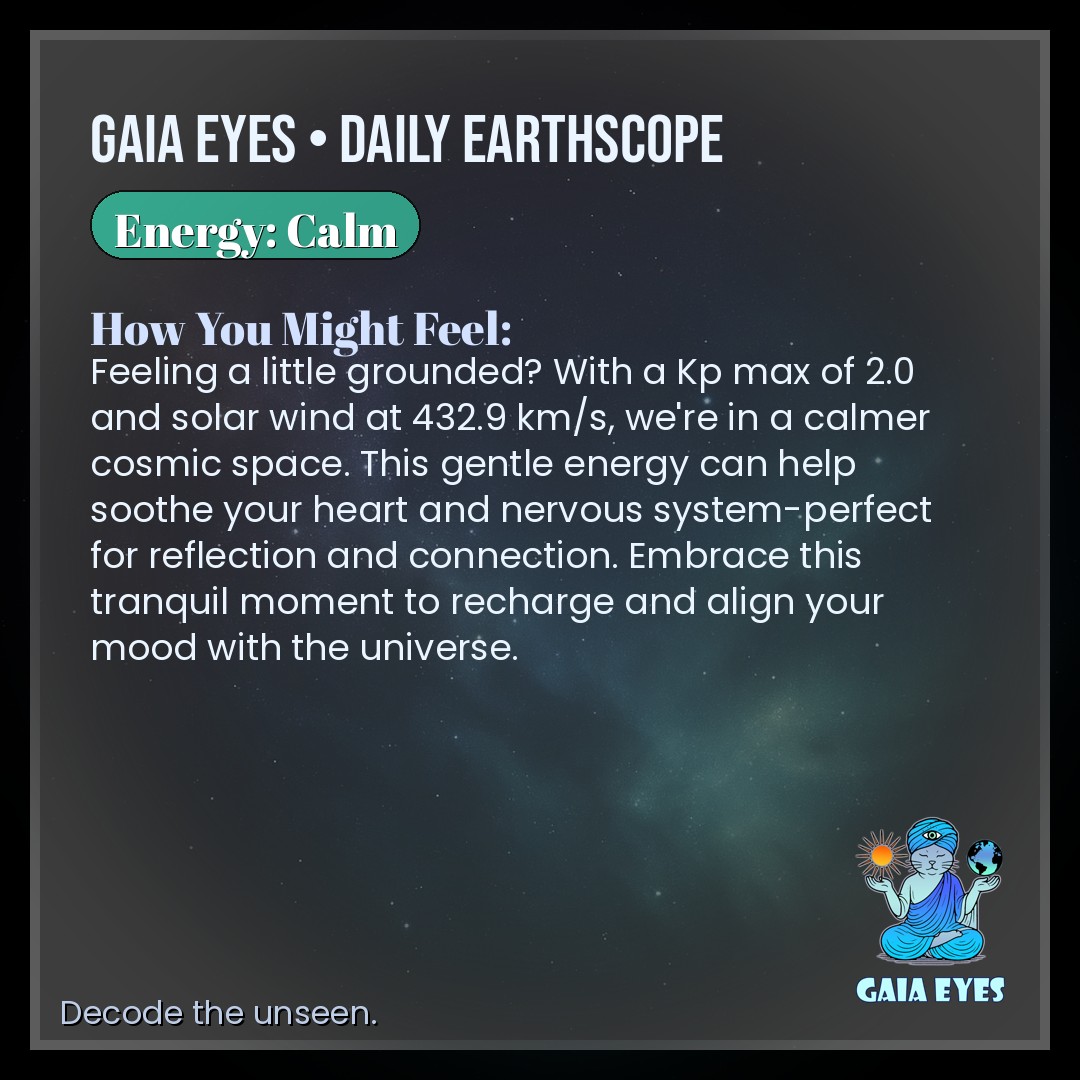 GAIA EYES • DAILY EARTHSCOPE
Energy: Calm
How You Might Feel:
Feeling a little grounded? With a Kp max of 2.0
and solar wind at 432.9 km/s, we're in a calmer
cosmic space. This gentle energy can help
soothe your heart and nervous system-perfect
for reflection and connection. Embrace this
tranquil moment to recharge and align your
mood with the universe.
GAIA EYES
Decode the unseen.